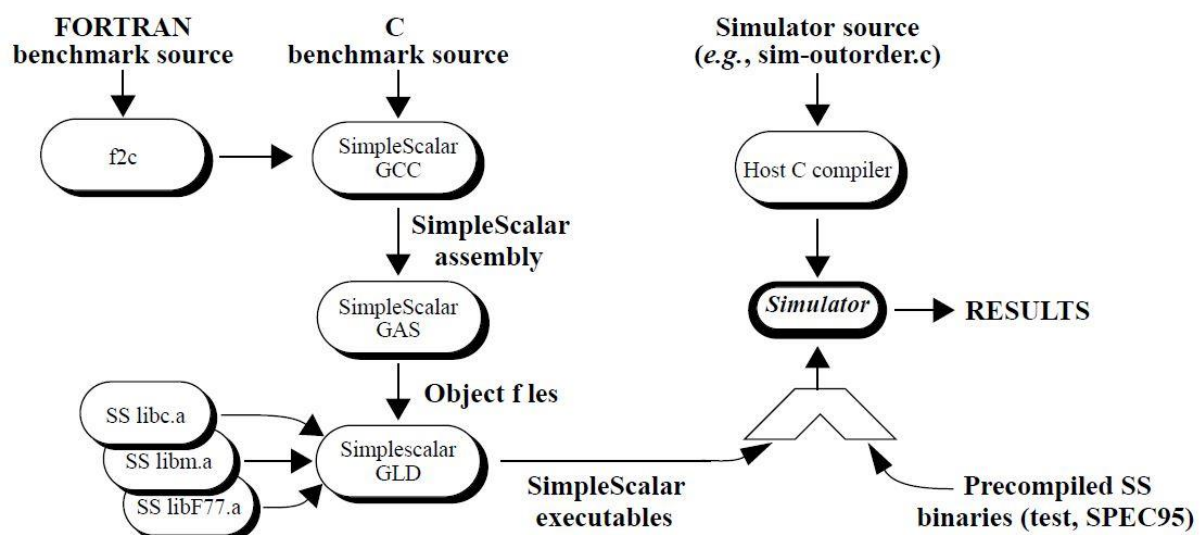 FORTRAN
benchmark source
C
benchmark source
Simulator source
(e.g., sim-outorder.c)
f2c
SimpleScalar
GCC
Host C compiler
SimpleScalar
assembly
SimpleScalar
GAS
Simulator
RESULTS
Object f les
SS libc.a
SS libm.a
SS libF77.a
Simplescalar
GLD
SimpleScalar
executables
Precompiled SS
binaries (test, SPEC95)